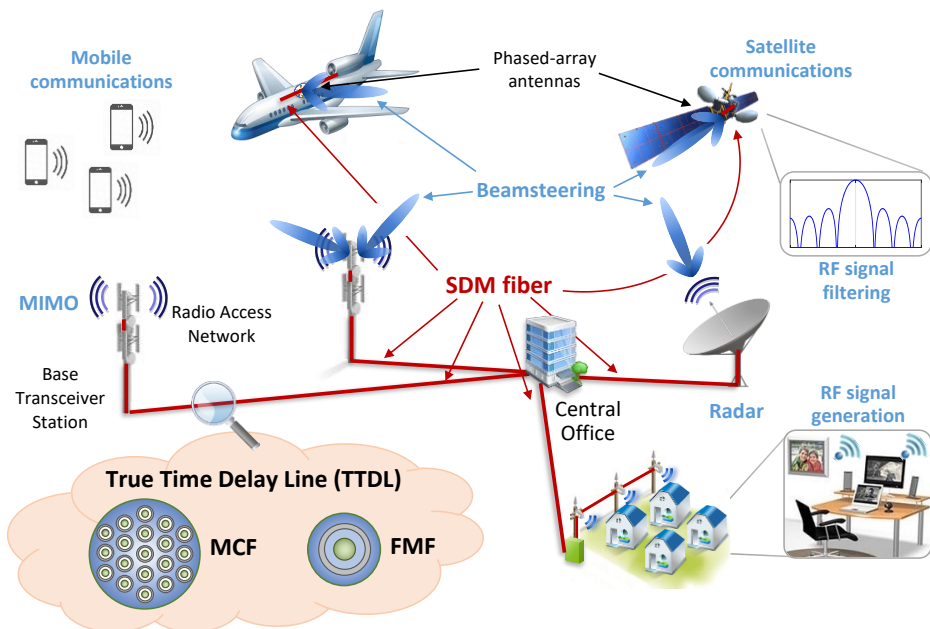 Mobile
communications
Phased-array
antennas
Satellite
communications
Beamsteering
RF signal
filtering
SDM fiber
MIMO
Radio Access
Network
Base
Transceiver
Station
Central
Office
Radar
RF signal
generation
True Time Delay Line (TTDL)
MCF
FMF